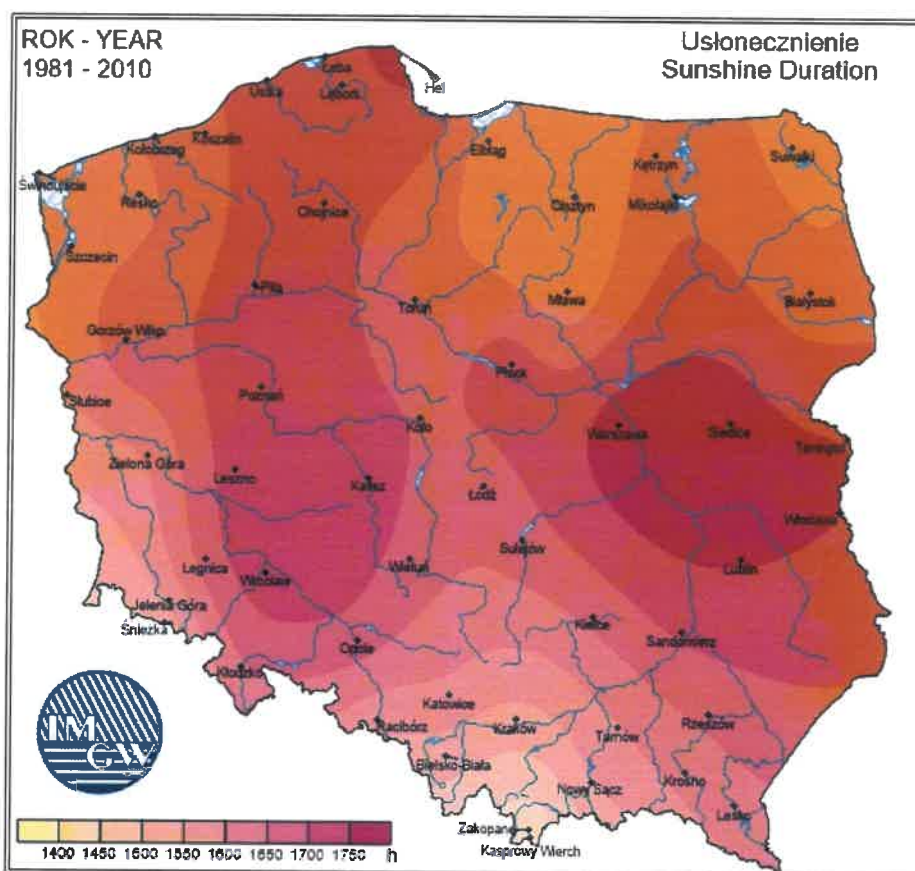 ROK - YEAR
1981 - 2010
Usłonecznienie
Sunshine Duration
Łeba
Hel
Ustka
Lębork
Koszalin
Kołobrzeg
Elbląg
Kętrzyn
Suwałki
Świnoujście
Resko
Chojnice
Olsztyn
Mikołajki
Szczecin
Piła
Toruń
Mława
Białystok
Gorzów Wlkp.
Płock
Słubice
Poznań
Koło
Warszawa
Siedlce
Terespol
Zielona Góra
Leszno
Kalisz
Łódź
Włodawa
Sulejów
Legnica
Wrocław
Wieluń
Lublin
Jelenia Góra
Śnieżka
Kielce
Opole
Sandomierz
Kłodzko
Katowice
Racibórz
Kraków
Tarnów
Rzeszów
Bielsko-Biała
Nowy Sącz
Krosno
Lesko
Zakopane
Kasprowy Wierch
IM
GW
1400 1450 1500 1550 1600 1650 1700 1750 h